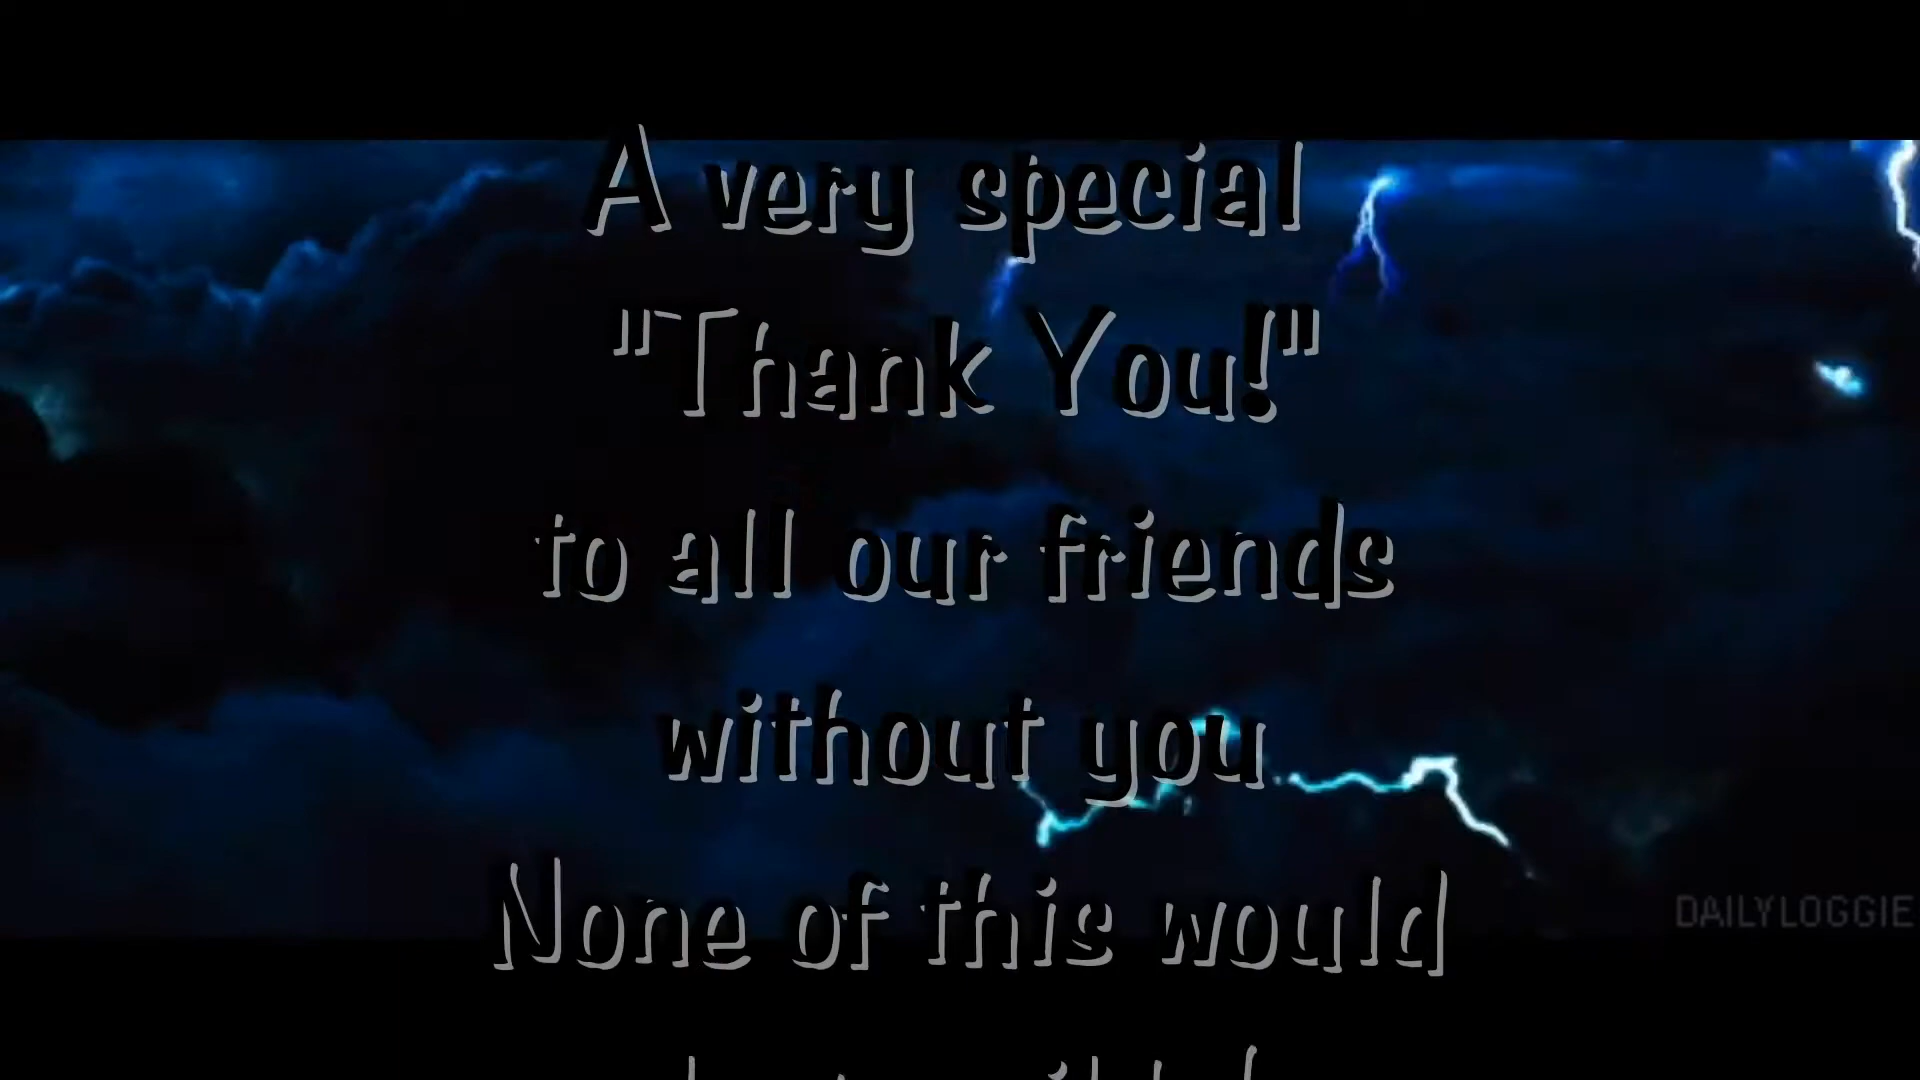 A very special
"Thank You!"
to all our friends
without you
None of this would
DAILYLOGGIE